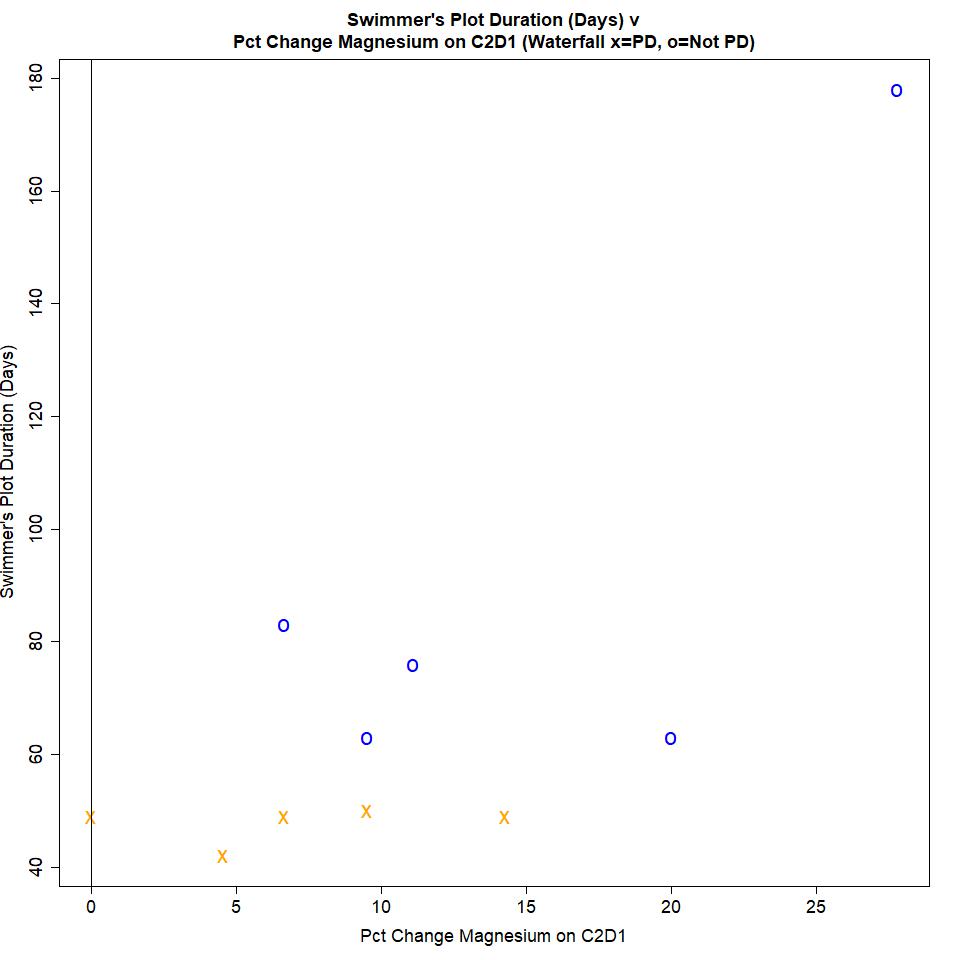 Swimmer's Plot Duration (Days) v
Pct Change Magnesium on C2D1 (Waterfall x=PD, o=Not PD)
Swimmer's Plot Duration (Days)
180
160
140
120
100
80
60
40
o
o
o
o
o
x
x
x
x
x
0 5 10 15 20 25
Pct Change Magnesium on C2D1